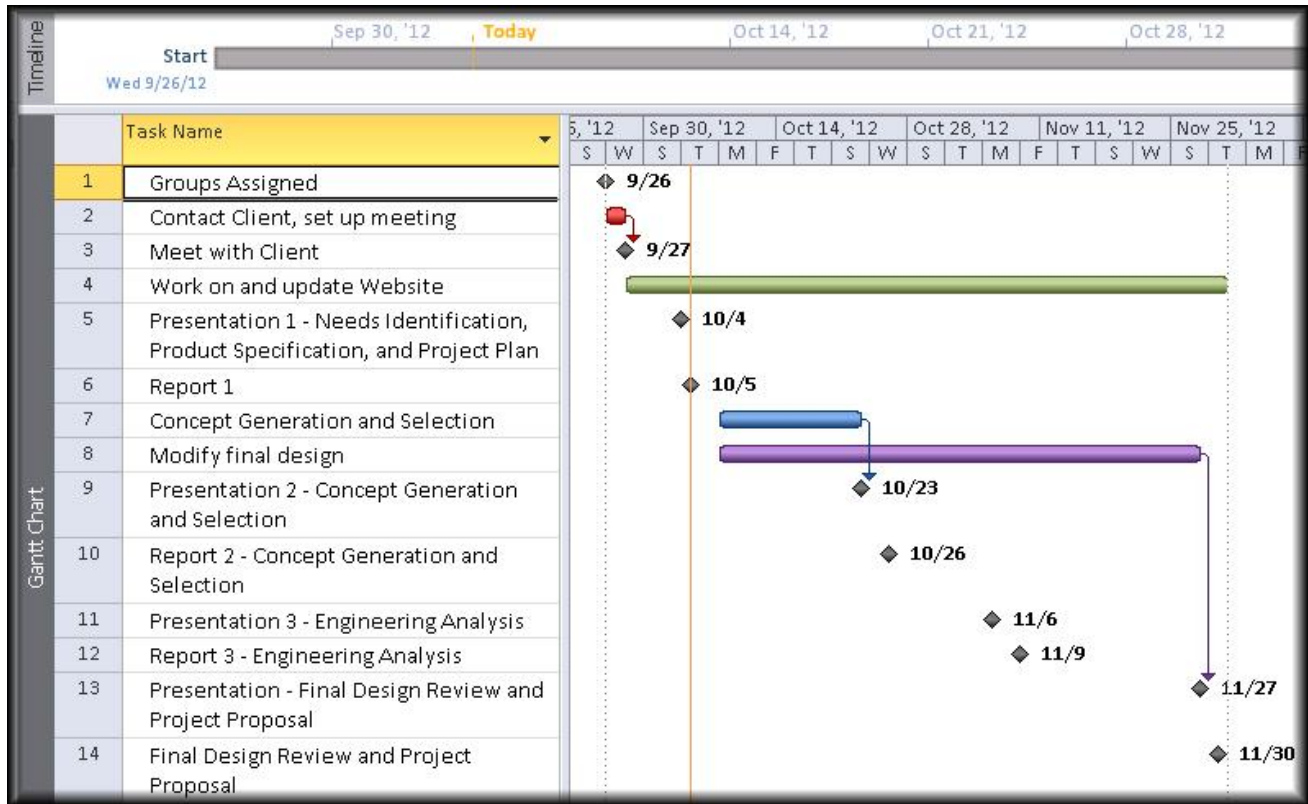 Timeline
Sep 30, '12
Today
Oct 14, '12
Oct 21, '12
Oct 28, '12
Start
Wed 9/26/12
Gantt Chart
Task Name
, '12
Sep 30, '12
Oct 14, '12
Oct 28, '12
Nov 11, '12
Nov 25, '12
S W S T M F T S W S T M F T S W S T M F
1 Groups Assigned 9/26
2 Contact Client, set up meeting
3 Meet with Client 9/27
4 Work on and update Website
5 Presentation 1 - Needs Identification, 10/4
Product Specification, and Project Plan
6 Report 1 10/5
7 Concept Generation and Selection
8 Modify final design
9 Presentation 2 - Concept Generation 10/23
and Selection
10 Report 2 - Concept Generation and 10/26
Selection
11 Presentation 3 - Engineering Analysis 11/6
12 Report 3 - Engineering Analysis 11/9
13 Presentation - Final Design Review and 11/27
Project Proposal
14 Final Design Review and Project 11/30
Proposal